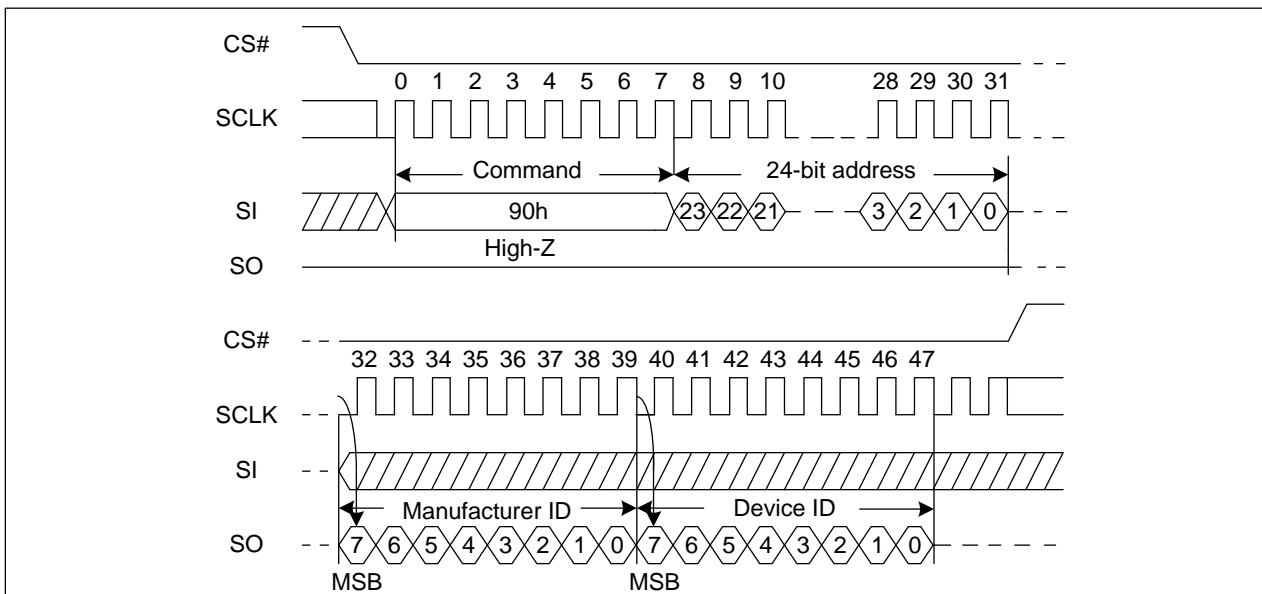 CS#
0 1 2 3 4 5 6 7 8 9 10 28 29 30 31
SCLK
Command 24-bit address
SI 90h 23 22 21 3 2 1 0
High-Z
SO
CS#
32 33 34 35 36 37 38 39 40 41 42 43 44 45 46 47
SCLK
SI
Manufacturer ID Device ID
SO 7 6 5 4 3 2 1 0 7 6 5 4 3 2 1 0
MSB MSB